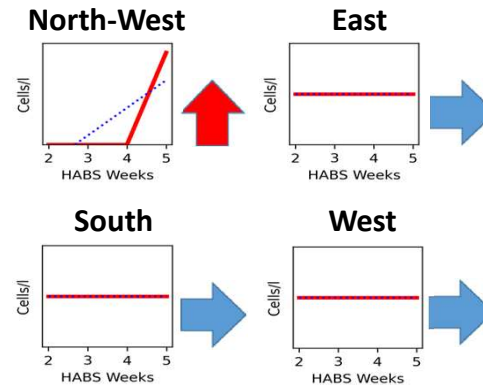 North-West
Cells/l
2 3 4 5
HABS Weeks
East
Cells/l
2 3 4 5
HABS Weeks
South
Cells/l
2 3 4 5
HABS Weeks
West
Cells/l
2 3 4 5
HABS Weeks